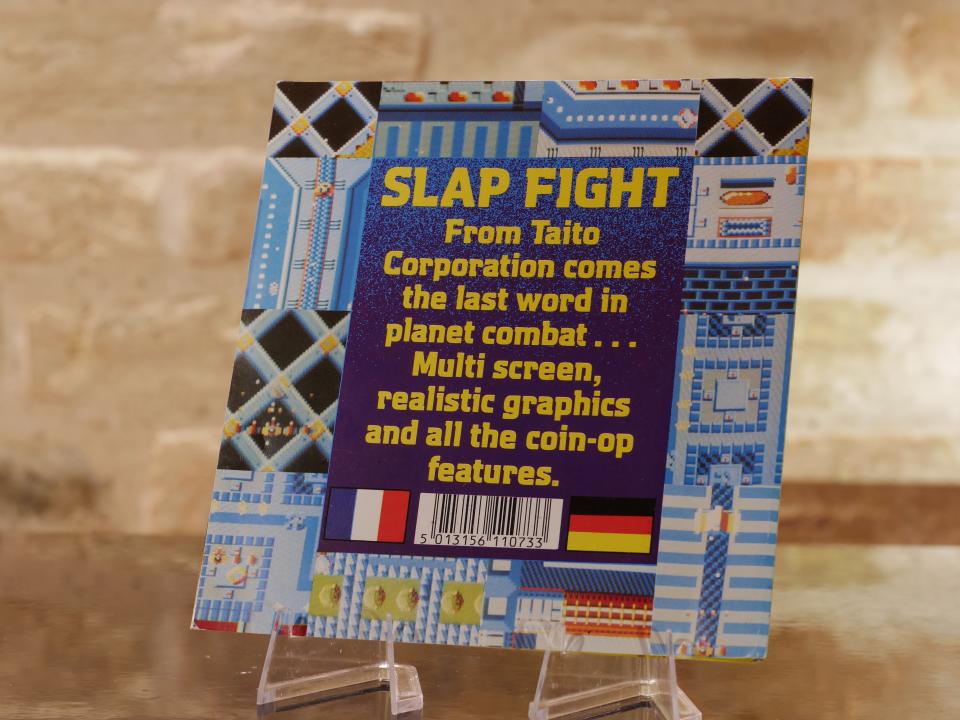 SLAP FIGHT
From Taito
Corporation comes
the last word in
planet combat...
Multi screen,
realistic graphics
and all the coin-op
features.
5 013156 110733